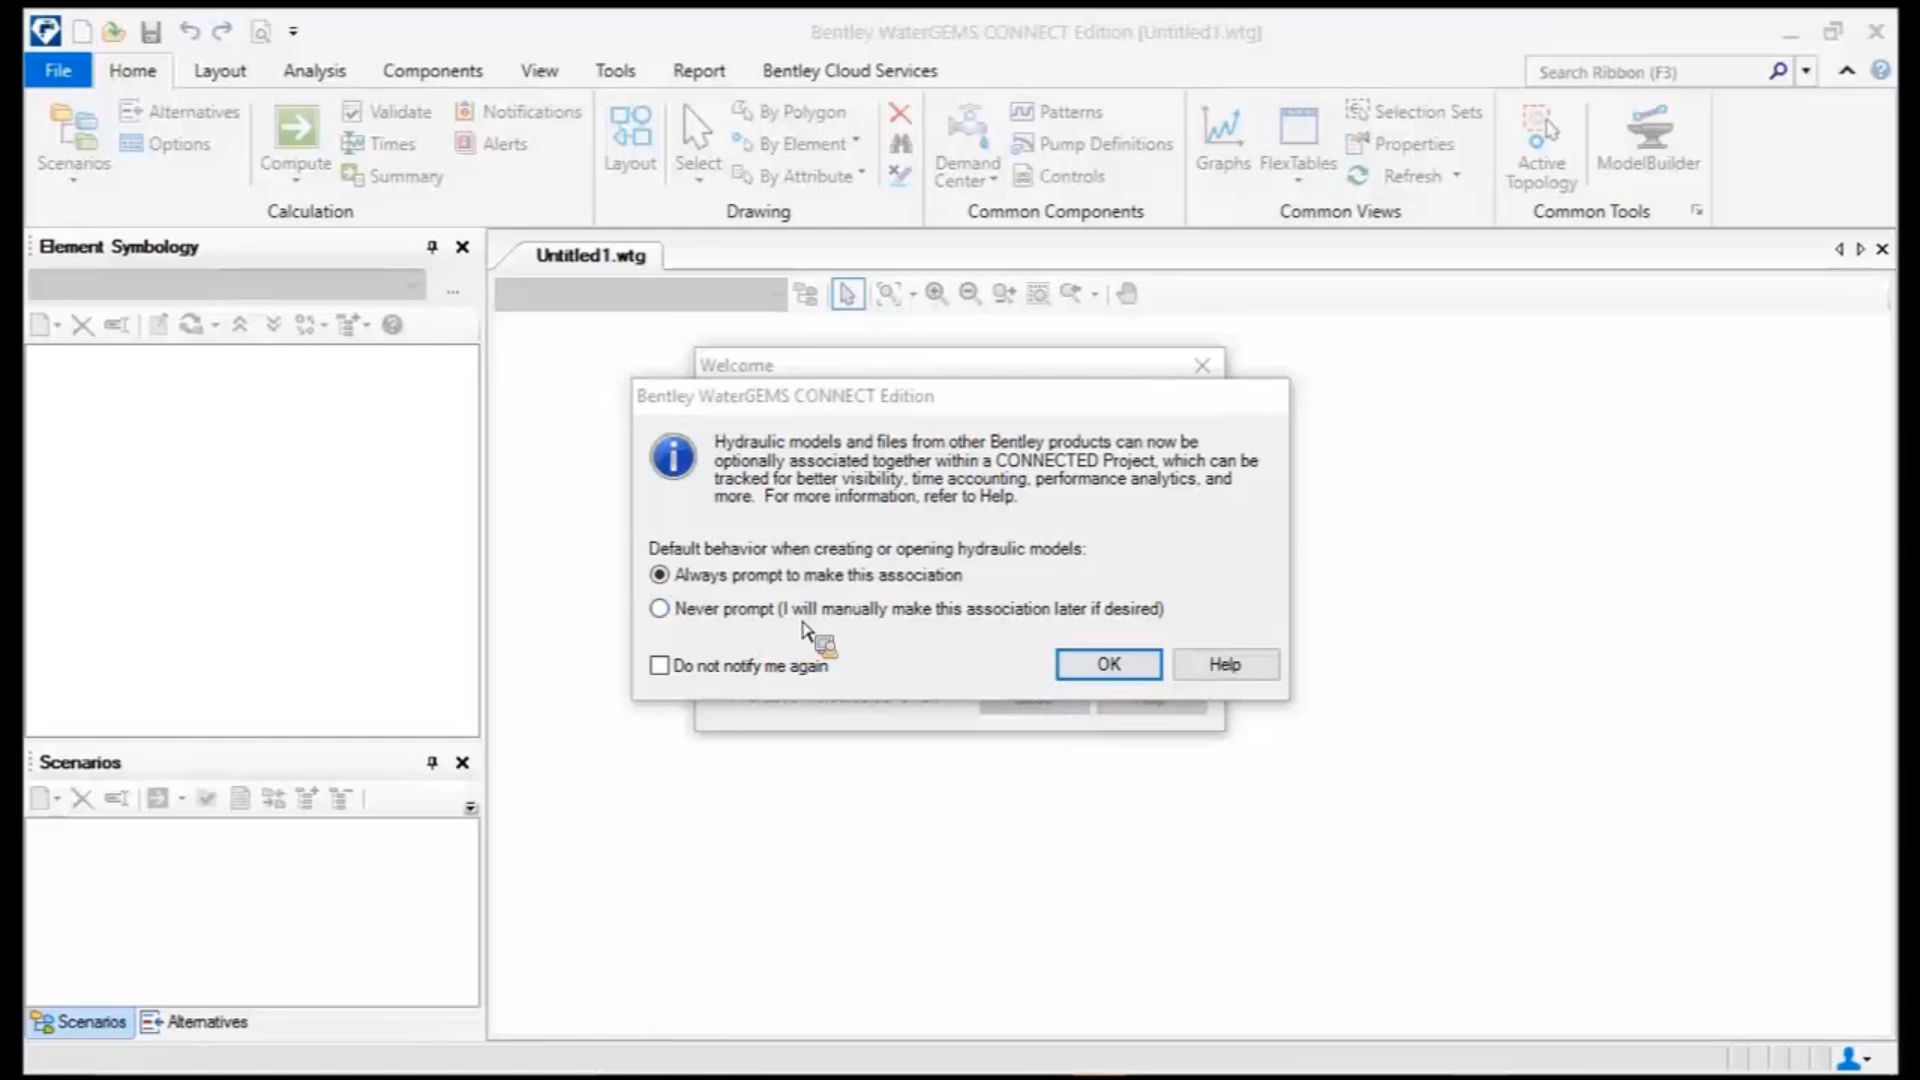 Bentley WaterGEMS CONNECT Edition [Untitled1.wtg]
File Home Layout Analysis Components View Tools Report Bentley Cloud Services Search Ribbon (F3)
Scenarios Alternatives Options
Compute Validate Times Summary Notifications Alerts
Calculation
Layout Select By Polygon By Element By Attribute
Drawing
Demand Center Patterns Pump Definitions Controls
Common Components
Graphs FlexTables Selection Sets Properties Refresh
Common Views
Active Topology ModelBuilder
Common Tools
Element Symbology
...
Untitled1.wtg
Welcome
Bentley WaterGEMS CONNECT Edition
Hydraulic models and files from other Bentley products can now be
optionally associated together within a CONNECTED Project, which can be
tracked for better visibility, time accounting, performance analytics, and
more. For more information, refer to Help.
Default behavior when creating or opening hydraulic models:
Always prompt to make this association
Never prompt (I will manually make this association later if desired)
Do not notify me again
OK Help
Scenarios
Scenarios Alternatives